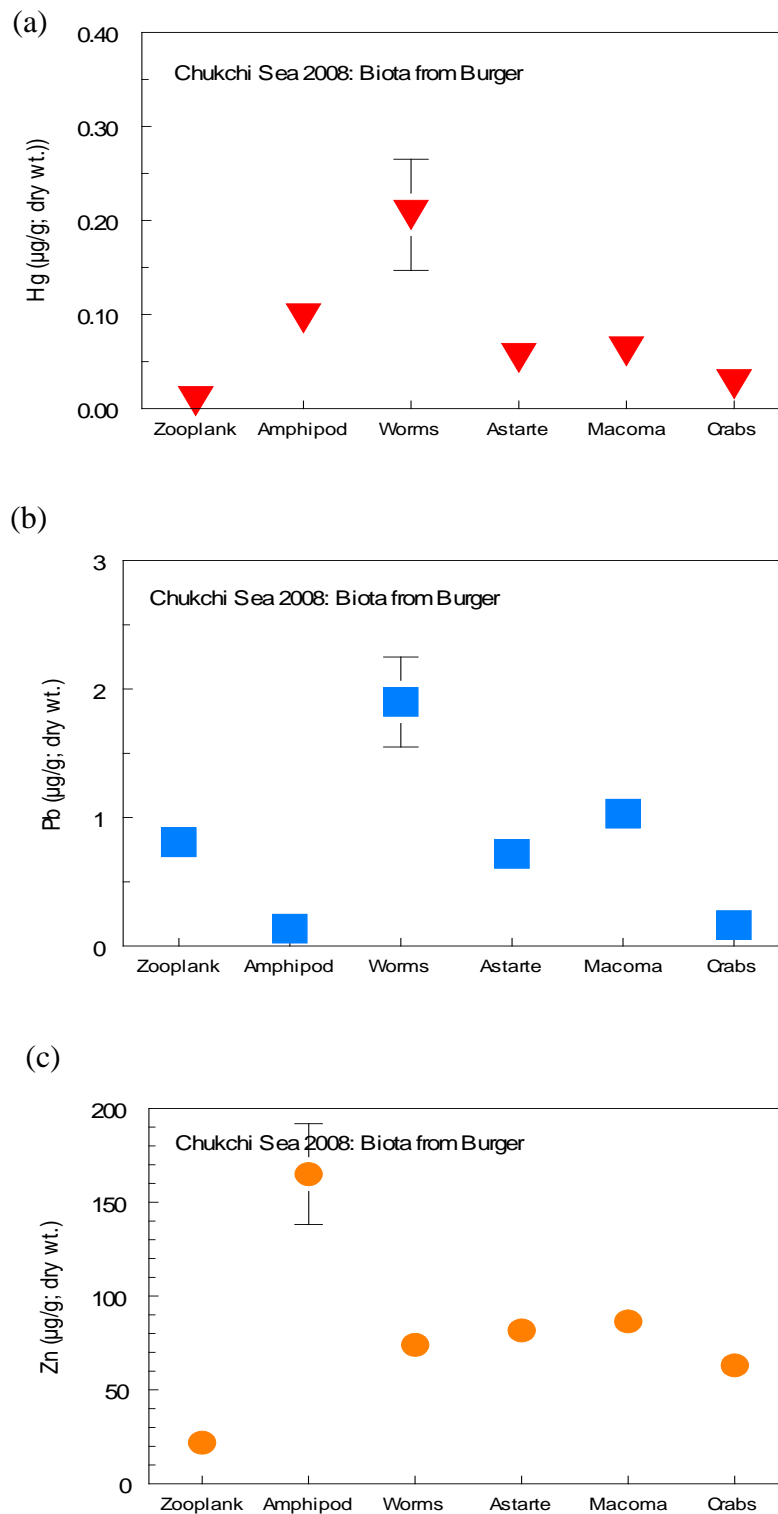 (a)
0.40
Chukchi Sea 2008: Biota from Burger
0.30
0.20
0.10
0.00
Hg (µg/g; dry wt.))
Zooplank Amphipod Worms Astarte Macoma Crabs
(b)
3
Chukchi Sea 2008: Biota from Burger
2
1
0
Pb (µg/g; dry wt.)
Zooplank Amphipod Worms Astarte Macoma Crabs
(c)
200
Chukchi Sea 2008: Biota from Burger
150
100
50
0
Zn (µg/g; dry wt.)
Zooplank Amphipod Worms Astarte Macoma Crabs